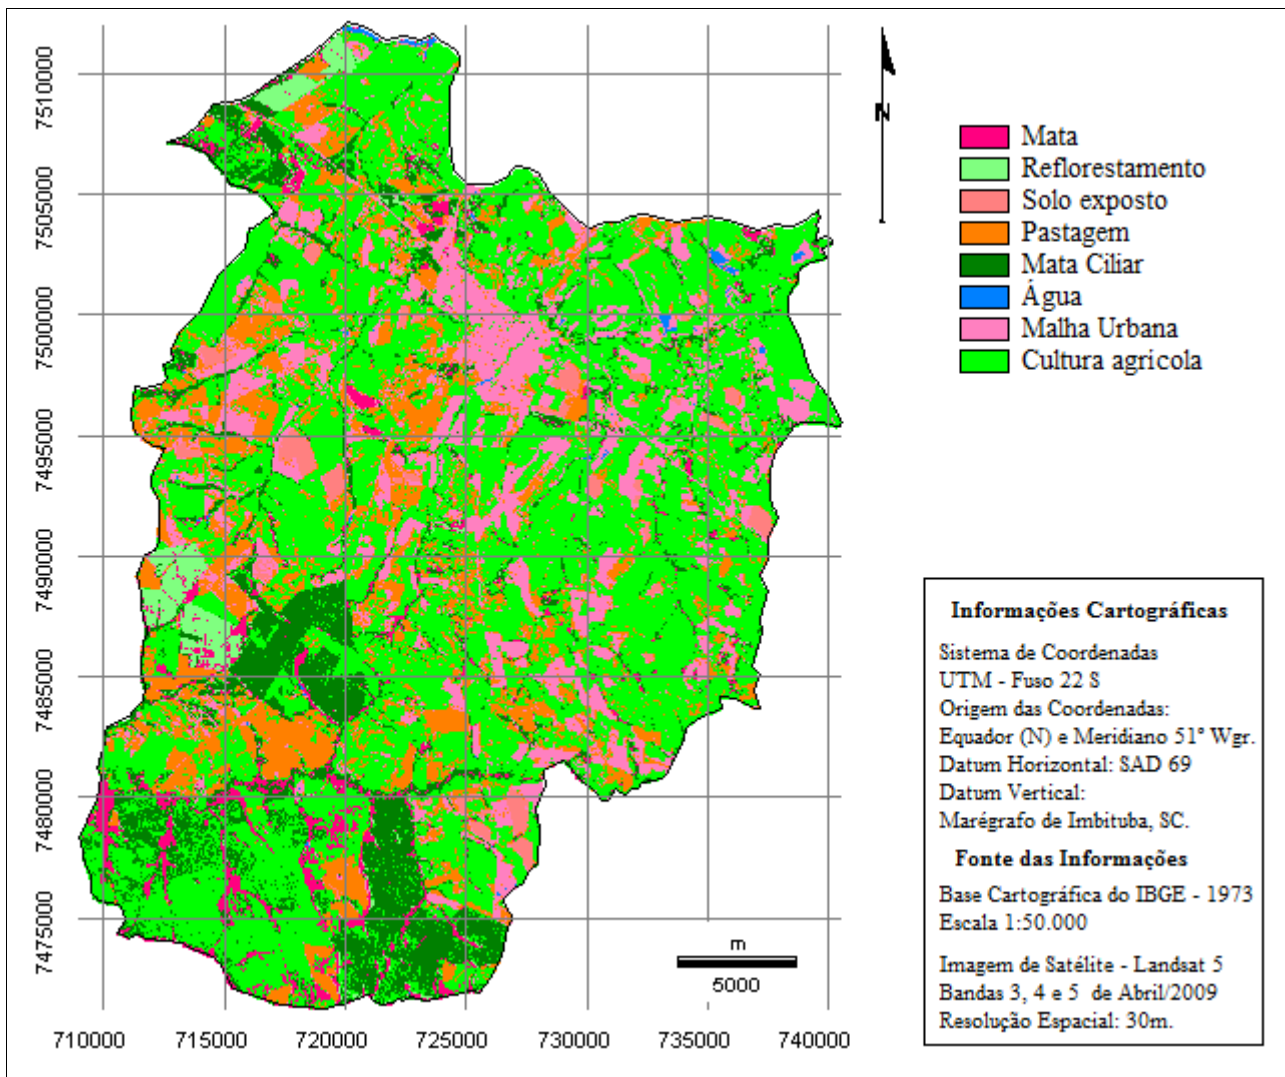 7510000
7505000
7500000
7495000
7490000
7485000
7480000
7475000
710000 715000 720000 725000 730000 735000 740000
N
Mata
Reflorestamento
Solo exposto
Pastagem
Mata Ciliar
Água
Malha Urbana
Cultura agrícola
m
5000
Informações Cartográficas
Sistema de Coordenadas
UTM - Fuso 22 S
Origem das Coordenadas:
Equador (N) e Meridiano 51° Wgr.
Datum Horizontal: SAD 69
Datum Vertical:
Marégrafo de Imbituba, SC.
Fonte das Informações
Base Cartográfica do IBGE - 1973
Escala 1:50.000
Imagem de Satélite - Landsat 5
Bandas 3, 4 e 5 de Abril/2009
Resolução Espacial: 30m.